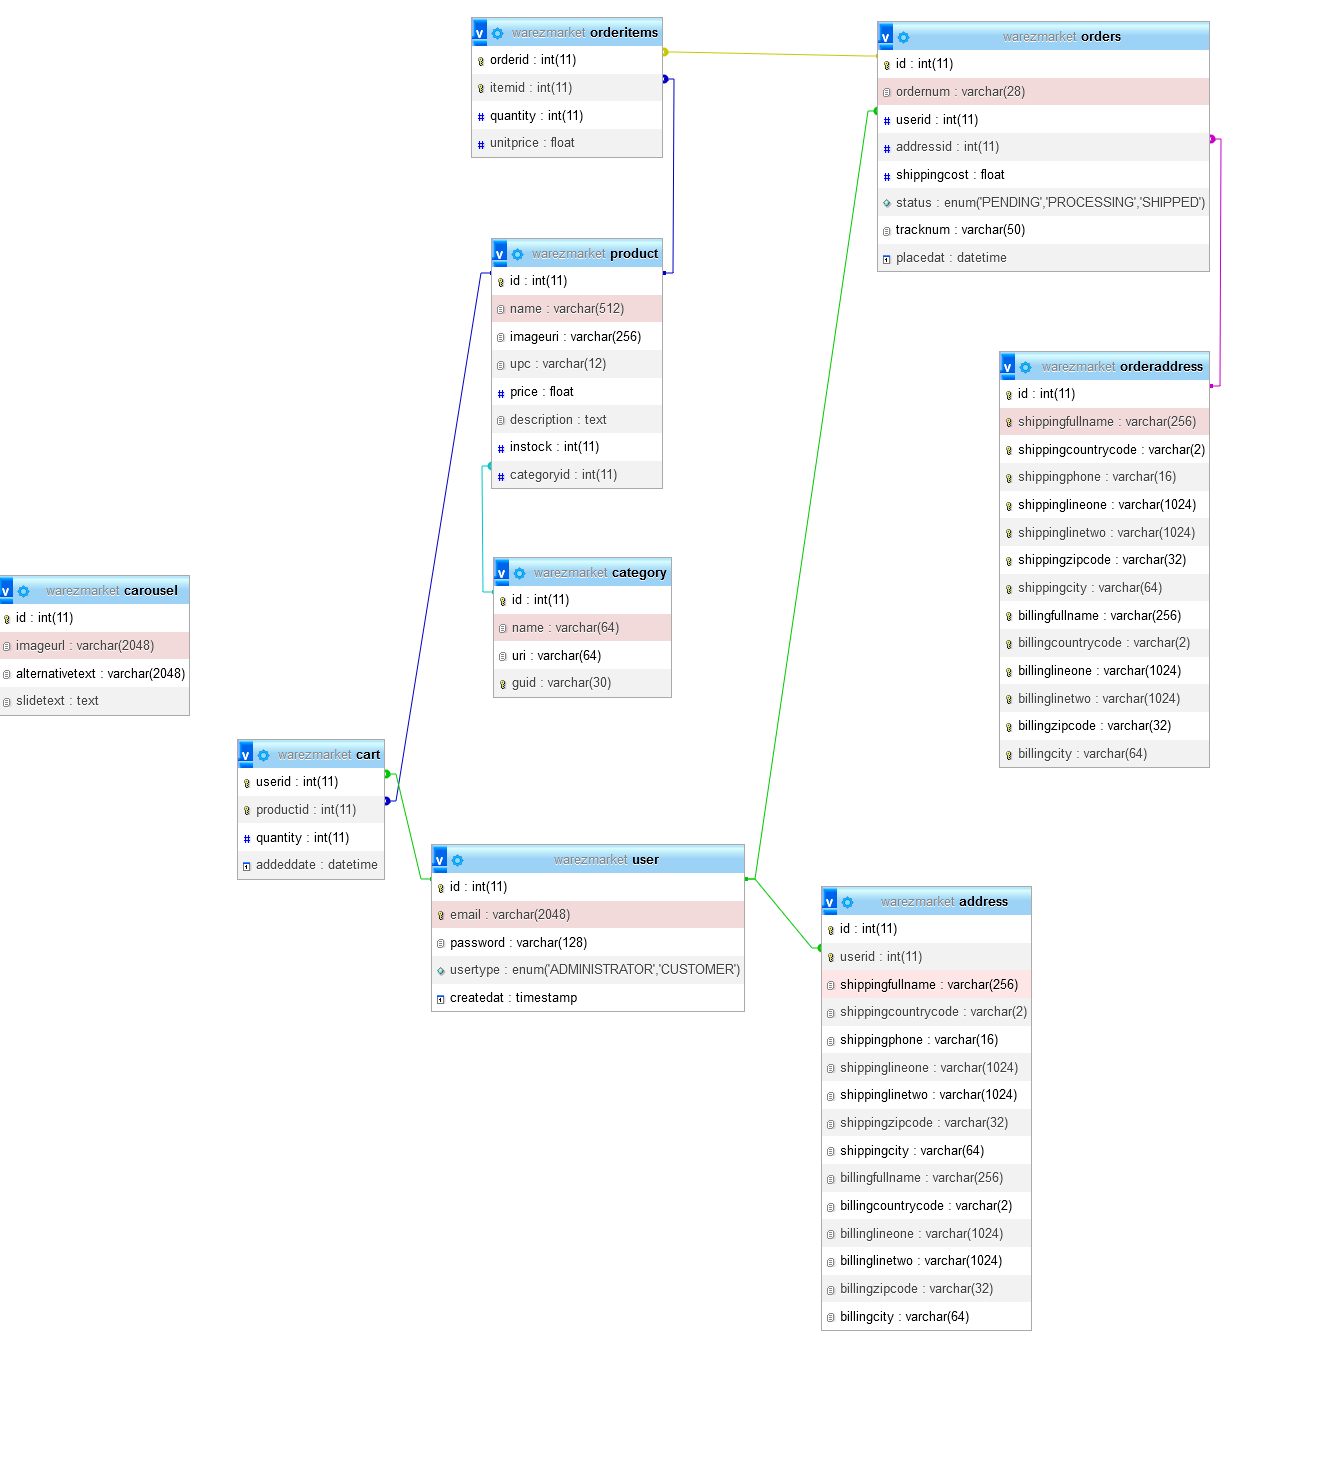 v warezmarket orderitems
orderid : int(11)
itemid : int(11)
# quantity : int(11)
# unitprice : float
v warezmarket orders
id : int(11)
ordernum : varchar(28)
# userid : int(11)
# addressid : int(11)
# shippingcost : float
status : enum('PENDING','PROCESSING','SHIPPED')
tracknum : varchar(50)
placedat : datetime
v warezmarket product
id : int(11)
name : varchar(512)
imageuri : varchar(256)
upc : varchar(12)
# price : float
description : text
# instock : int(11)
# categoryid : int(11)
v warezmarket orderaddress
id : int(11)
shippingfullname : varchar(256)
shippingcountrycode : varchar(2)
shippingphone : varchar(16)
shippinglineone : varchar(1024)
shippinglinetwo : varchar(1024)
shippingzipcode : varchar(32)
shippingcity : varchar(64)
billingfullname : varchar(256)
billingcountrycode : varchar(2)
billinglineone : varchar(1024)
billinglinetwo : varchar(1024)
billingzipcode : varchar(32)
billingcity : varchar(64)
v warezmarket category
id : int(11)
name : varchar(64)
uri : varchar(64)
guid : varchar(30)
v warezmarket carousel
id : int(11)
imageurl : varchar(2048)
alternativetext : varchar(2048)
slidetext : text
v warezmarket cart
userid : int(11)
productid : int(11)
# quantity : int(11)
addeddate : datetime
v warezmarket user
id : int(11)
email : varchar(2048)
password : varchar(128)
usertype : enum('ADMINISTRATOR','CUSTOMER')
createdat : timestamp
v warezmarket address
id : int(11)
userid : int(11)
shippingfullname : varchar(256)
shippingcountrycode : varchar(2)
shippingphone : varchar(16)
shippinglineone : varchar(1024)
shippinglinetwo : varchar(1024)
shippingzipcode : varchar(32)
shippingcity : varchar(64)
billingfullname : varchar(256)
billingcountrycode : varchar(2)
billinglineone : varchar(1024)
billinglinetwo : varchar(1024)
billingzipcode : varchar(32)
billingcity : varchar(64)